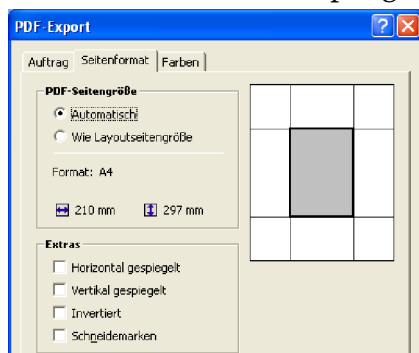 PDF-Export
Auftrag Seitenformat Farben
PDF-Seitengröße
Automatisch
Wie Layoutseitengröße
Format: A4
210 mm 297 mm
Extras
Horizontal gespiegelt
Vertikal gespiegelt
Invertiert
Schneidemarken